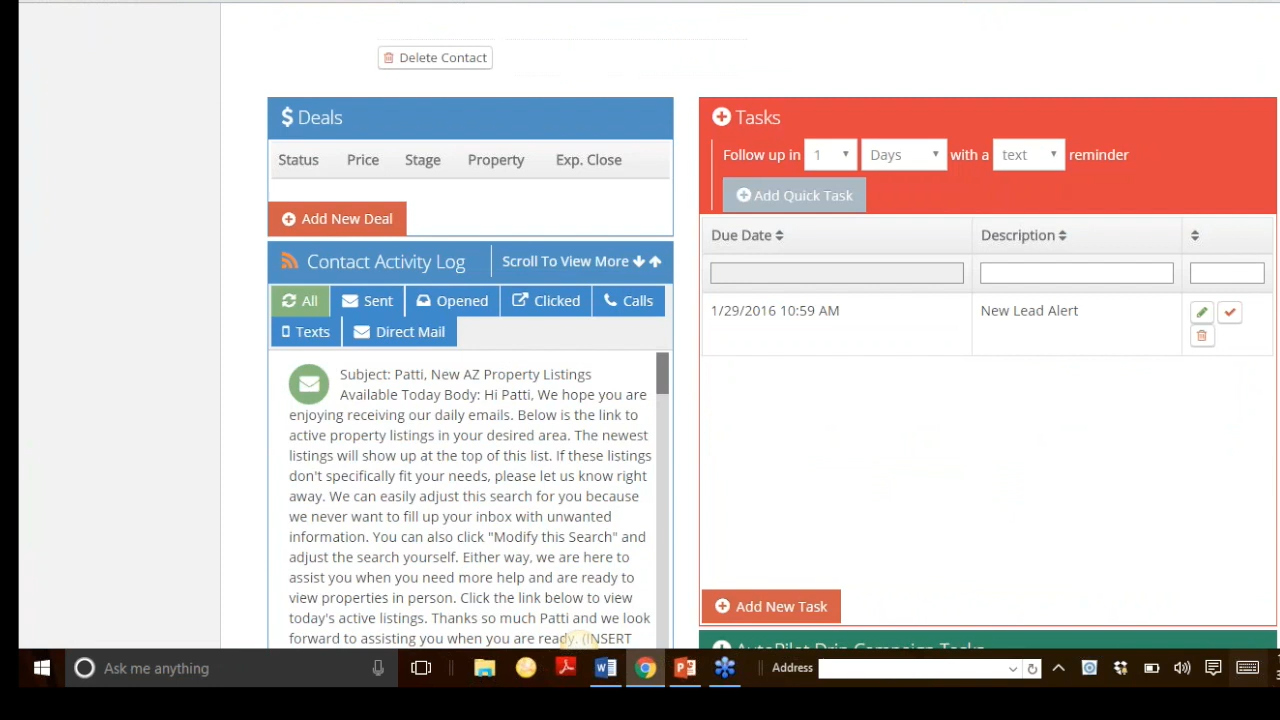 Delete Contact
$ Deals
Status Price Stage Property Exp. Close
Add New Deal
Contact Activity Log Scroll To View More
All Sent Opened Clicked Calls
Texts Direct Mail
Subject: Patti, New AZ Property Listings
Available Today Body: Hi Patti, We hope you are
enjoying receiving our daily emails. Below is the link to
active property listings in your desired area. The newest
listings will show up at the top of this list. If these listings
don't specifically fit your needs, please let us know right
away. We can easily adjust this search for you because
we never want to fill up your inbox with unwanted
information. You can also click "Modify this Search" and
adjust the search yourself. Either way, we are here to
assist you when you need more help and are ready to
view properties in person. Click the link below to view
today's active listings. Thanks so much Patti and we look
forward to assisting you when you are ready. (INSERT
Tasks
Follow up in 1 Days with a text reminder
Add Quick Task
Due Date Description
1/29/2016 10:59 AM New Lead Alert
Add New Task
AutoPilot Drip Campaign Tasks
Ask me anything Address